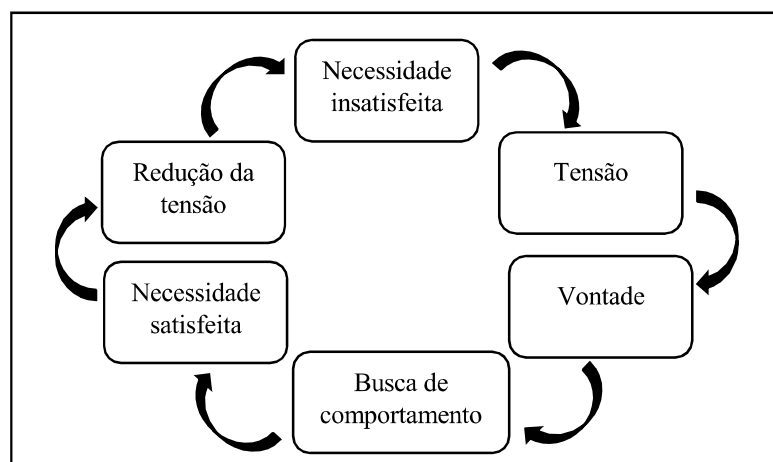 Necessidade
insatisfeita
Tensão
Vontade
Busca de
comportamento
Necessidade
satisfeita
Redução da
tensão